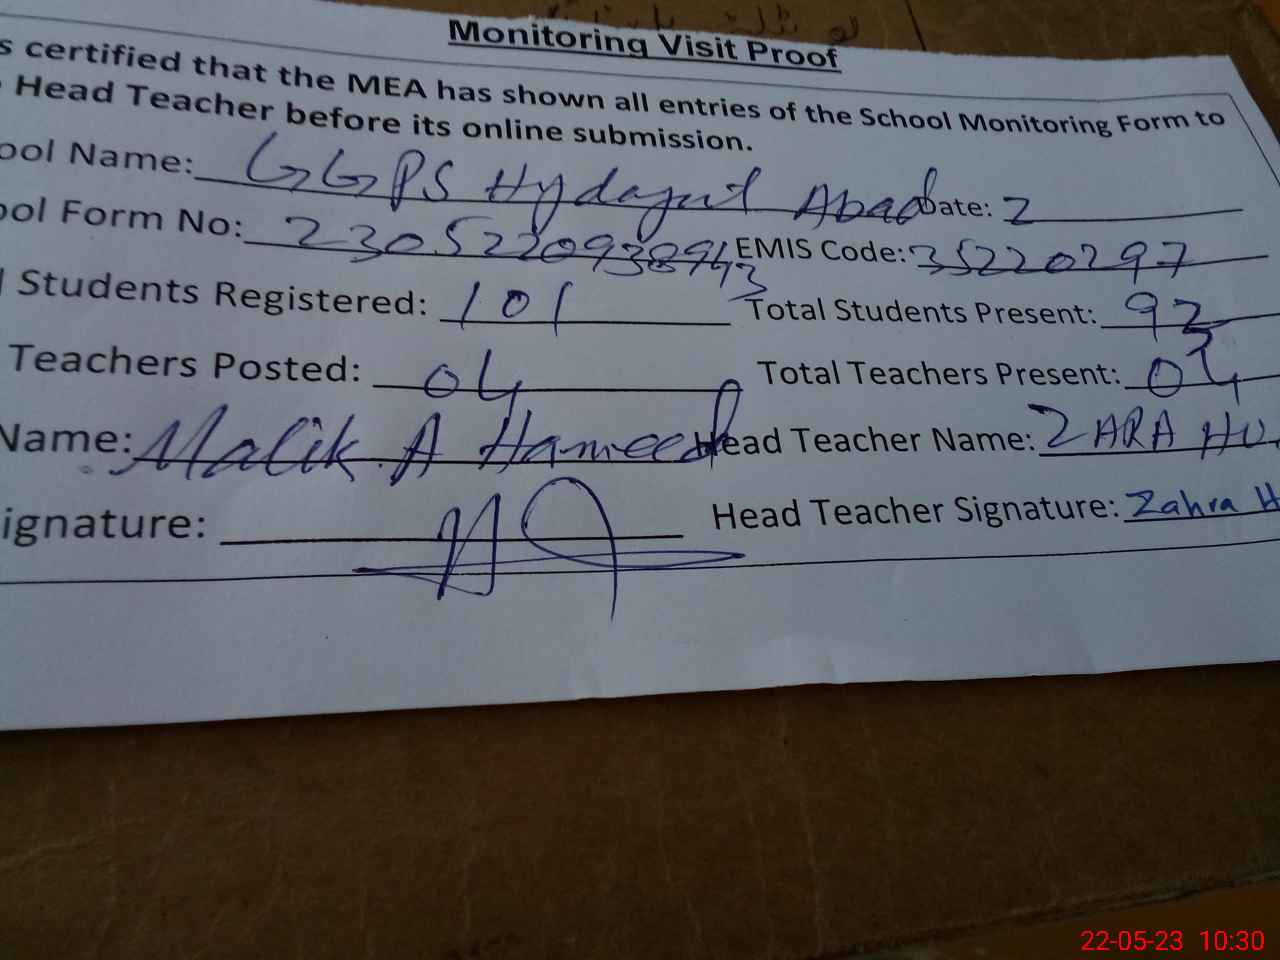 Monitoring Visit Proof
s certified that the MEA has shown all entries of the School Monitoring Form to
Head Teacher before its online submission.
ool Name: GGPS Hydayut Abad Date: 2
ool Form No: 2305220938943 EMIS Code: 35220297
l Students Registered: 101 Total Students Present: 93
Teachers Posted: 04 Total Teachers Present: 04
Name: Malik A Hameed Head Teacher Name: ZARA HU
ignature: Head Teacher Signature: Zahra H
22-05-23 10:30